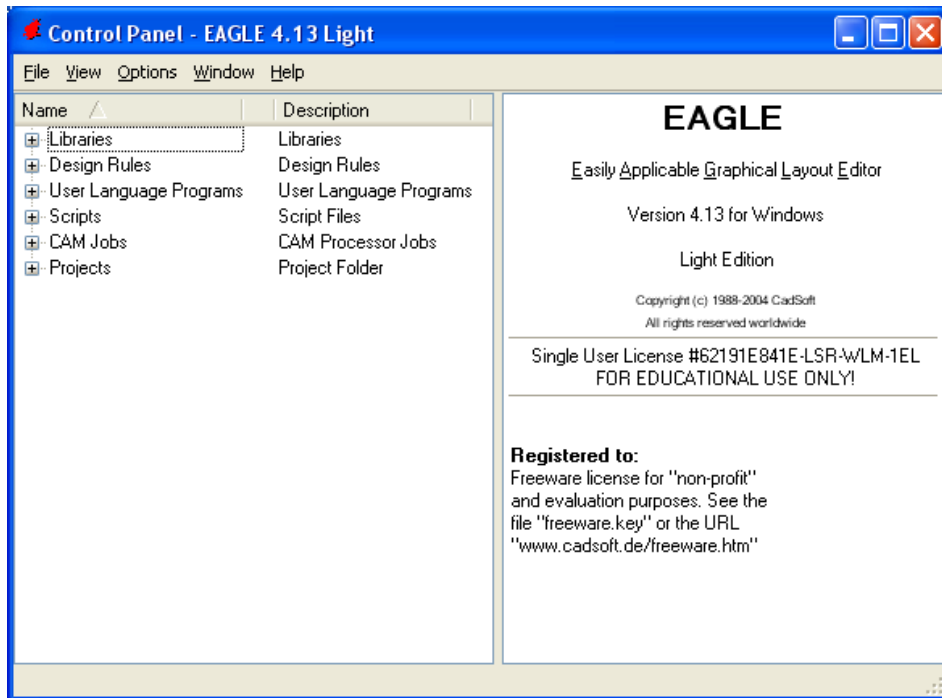 Control Panel - EAGLE 4.13 Light
File View Options Window Help
Name Description
Libraries Libraries
Design Rules Design Rules
User Language Programs User Language Programs
Scripts Script Files
CAM Jobs CAM Processor Jobs
Projects Project Folder
EAGLE
Easily Applicable Graphical Layout Editor
Version 4.13 for Windows
Light Edition
Copyright (c) 1988-2004 CadSoft
All rights reserved worldwide
Single User License #62191E841E-LSR-WLM-1EL
FOR EDUCATIONAL USE ONLY!
Registered to:
Freeware license for "non-profit"
and evaluation purposes. See the
file "freeware.key" or the URL
"www.cadsoft.de/freeware.htm"